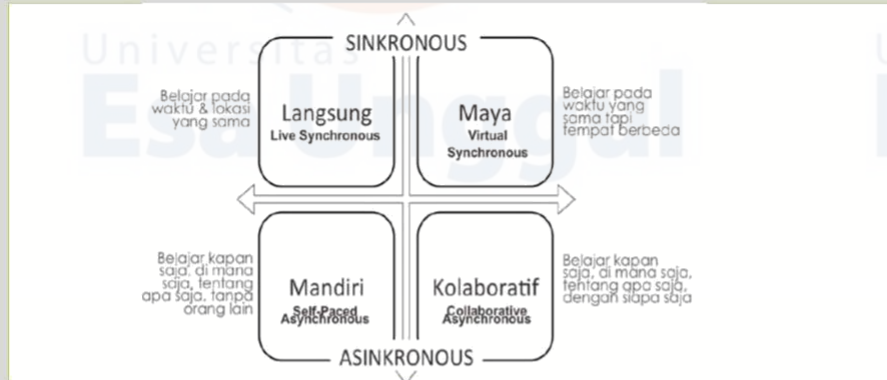 Universitas
Esa Unggul
SINKRONOUS
Belajar pada
waktu & lokasi
yang sama
Langsung
Live Synchronous
Maya
Virtual
Synchronous
Belajar pada
waktu yang
sama tapi
tempat berbeda
Belajar kapan
saja, di mana
saja, tentang
apa saja, tanpa
orang lain
Mandiri
Self-Paced
Asynchronous
Kolaboratif
Collaborative
Asynchronous
Belajar kapan
saja, di mana saja,
tentang apa saja,
dengan siapa saja
ASINKRONOUS